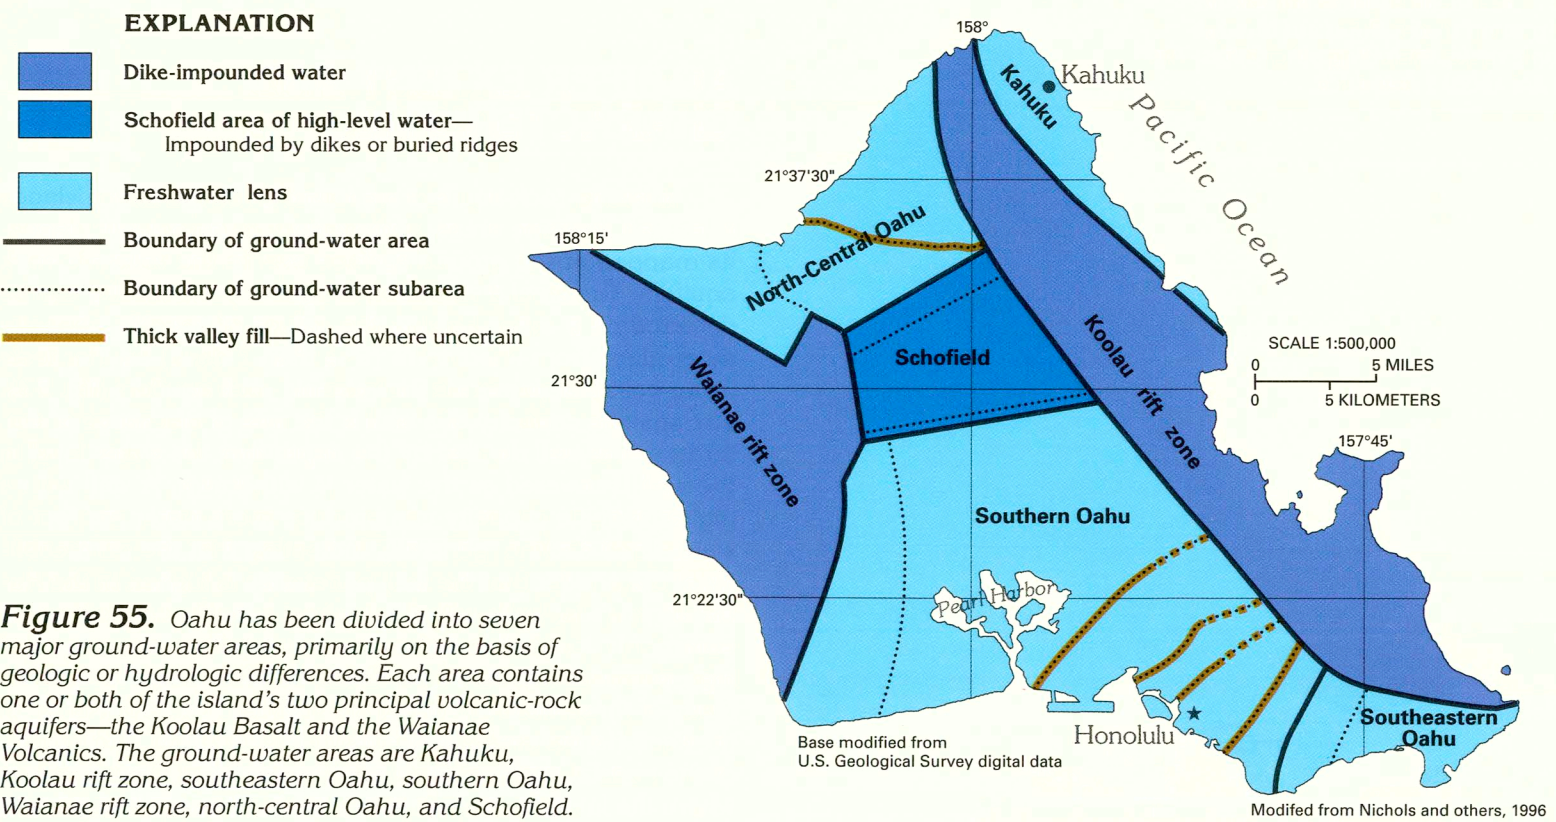 EXPLANATION
Dike-impounded water
Schofield area of high-level water—
Impounded by dikes or buried ridges
Freshwater lens
Boundary of ground-water area
Boundary of ground-water subarea
Thick valley fill—Dashed where uncertain
Figure 55. Oahu has been divided into seven
major ground-water areas, primarily on the basis of
geologic or hydrologic differences. Each area contains
one or both of the island's two principal volcanic-rock
aquifers—the Koolau Basalt and the Waianae
Volcanics. The ground-water areas are Kahuku,
Koolau rift zone, southeastern Oahu, southern Oahu,
Waianae rift zone, north-central Oahu, and Schofield.
158°
Kahuku
Kahuku
Pacific Ocean
21°37'30"
158°15'
North-Central Oahu
Schofield
Koolau rift zone
SCALE 1:500,000
0 5 MILES
0 5 KILOMETERS
21°30'
Waianae rift zone
157°45'
Southern Oahu
21°22'30"
Pearl Harbor
Honolulu
Southeastern
Oahu
Base modified from
U.S. Geological Survey digital data
Modifed from Nichols and others, 1996